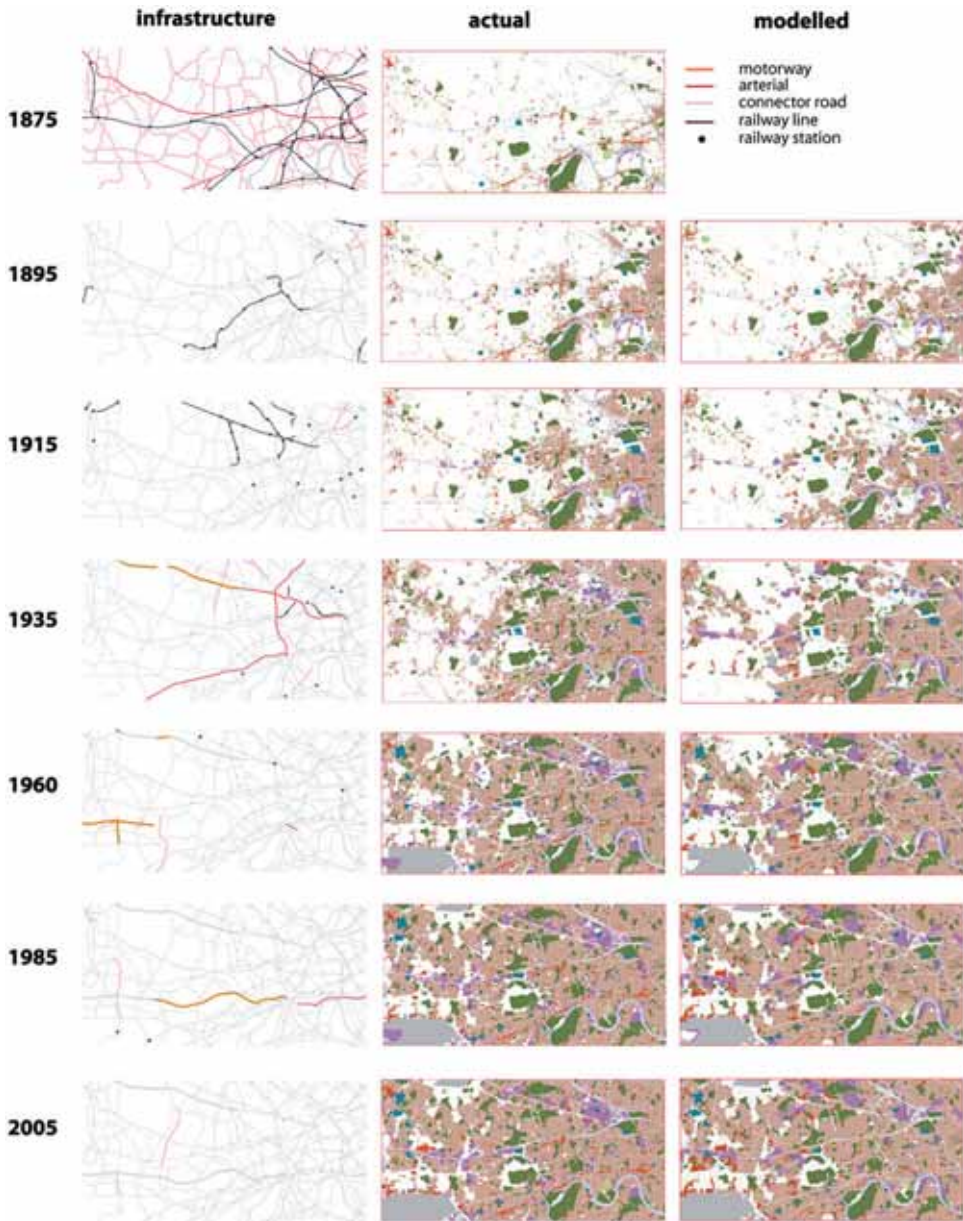 infrastructure actual modelled
motorway
arterial
connector road
railway line
railway station
1875
1895
1915
1935
1960
1985
2005